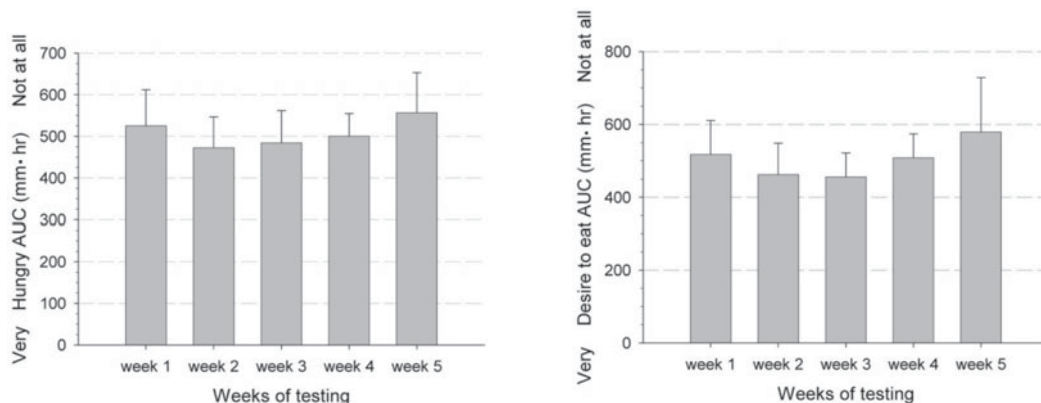 Very Hungry AUC (mm• hr) Not at all
700
600
500
400
300
200
100
0
week 1 week 2 week 3 week 4 week 5
Weeks of testing
Very Desire to eat AUC (mm• hr) Not at all
800
600
400
200
0
week 1 week 2 week 3 week 4 week 5
Weeks of testing